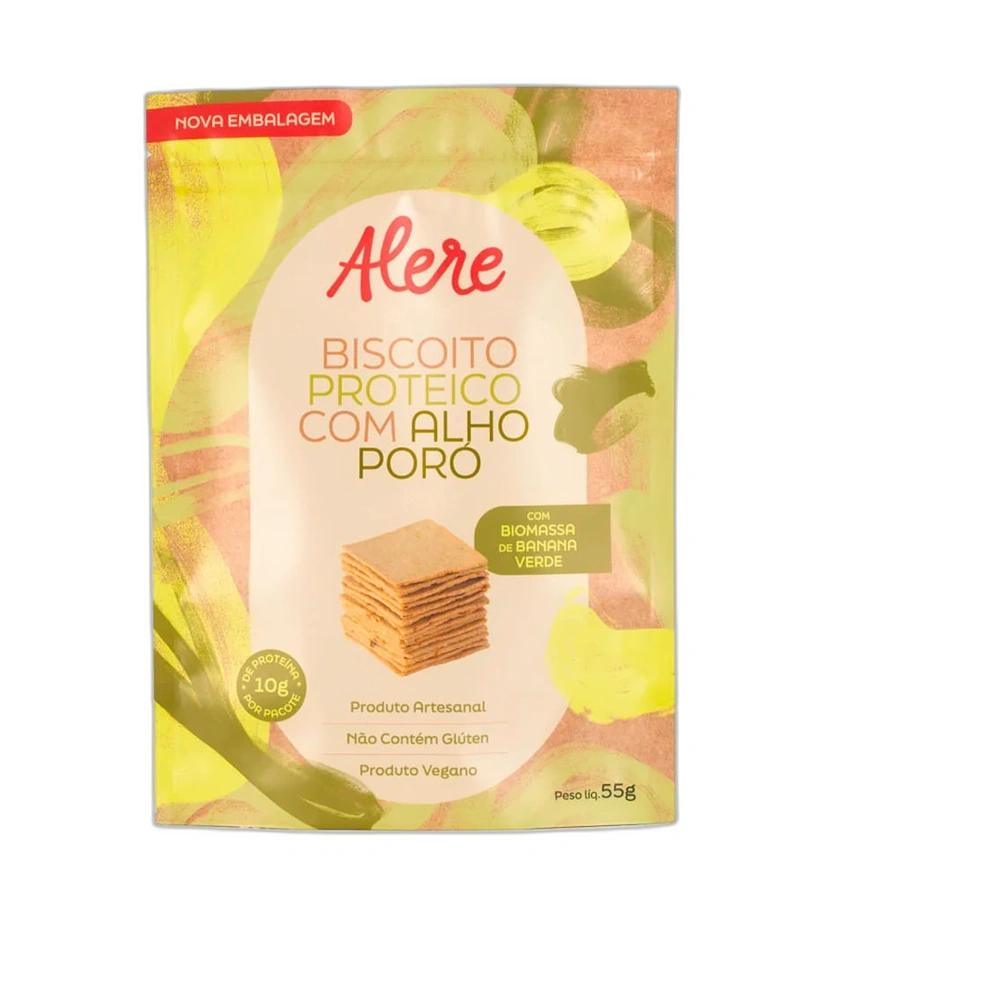 NOVA EMBALAGEM
Alere
BISCOITO
PROTEICO
COM ALHO
PORÓ
COM
BIOMASSA
DE BANANA
VERDE
DE PROTEÍNA
10g
POR PACOTE
Produto Artesanal
Não Contém Glúten
Produto Vegano
Peso líq.55g